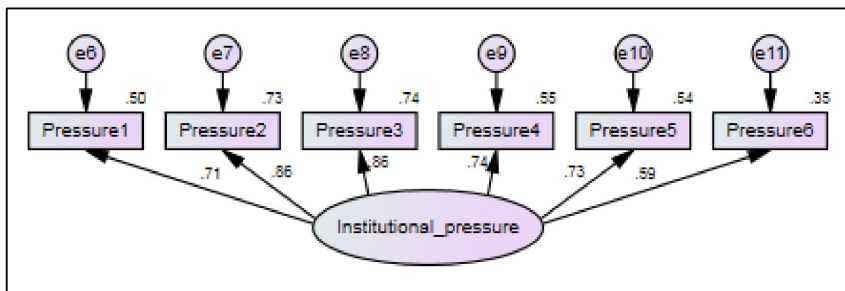 e6 e7 e8 e9 e10 e11
.50 .73 .74 .55 .54 .35
Pressure1 Pressure2 Pressure3 Pressure4 Pressure5 Pressure6
.71 .86 .86 .74 .73 .59
Institutional_pressure